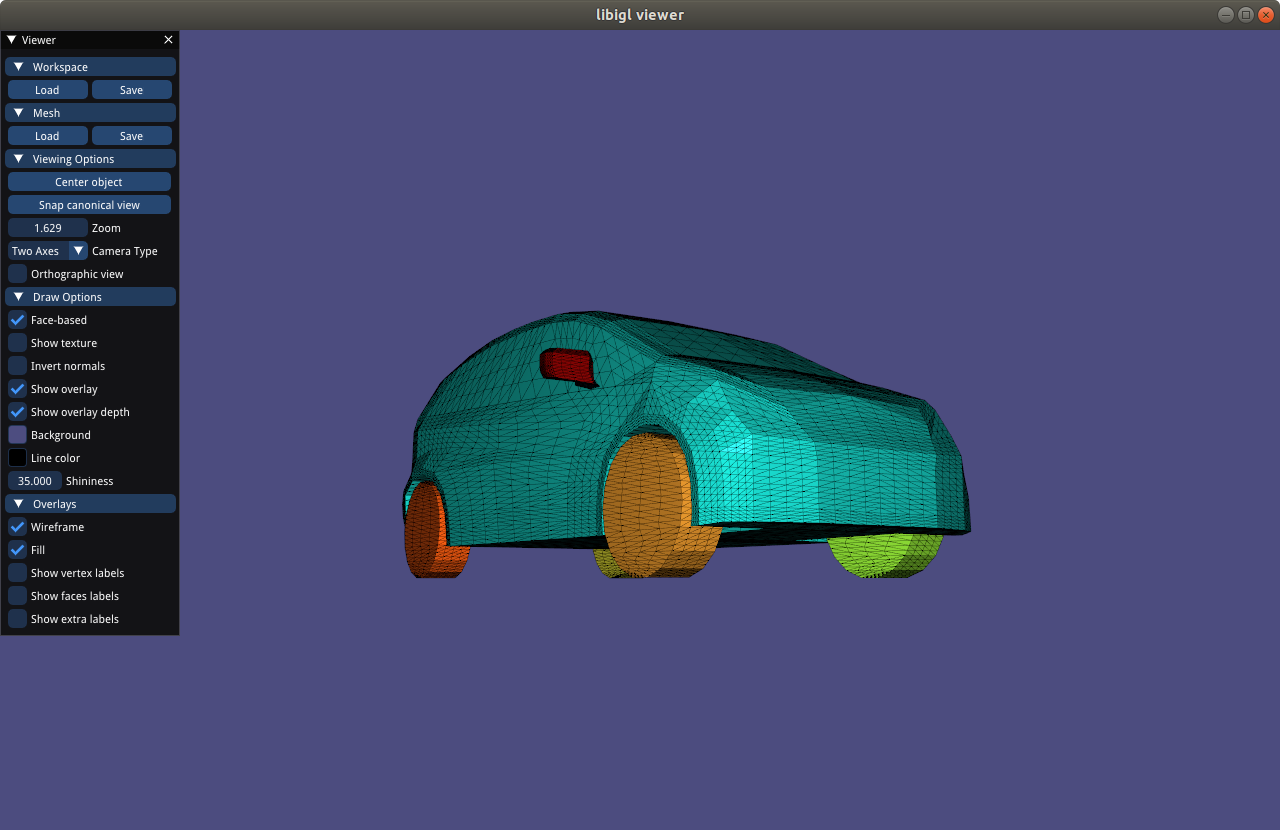 libigl viewer
Viewer
Workspace
Load Save
Mesh
Load Save
Viewing Options
Center object
Snap canonical view
1.629 Zoom
Two Axes Camera Type
Orthographic view
Draw Options
Face-based
Show texture
Invert normals
Show overlay
Show overlay depth
Background
Line color
35.000 Shininess
Overlays
Wireframe
Fill
Show vertex labels
Show faces labels
Show extra labels